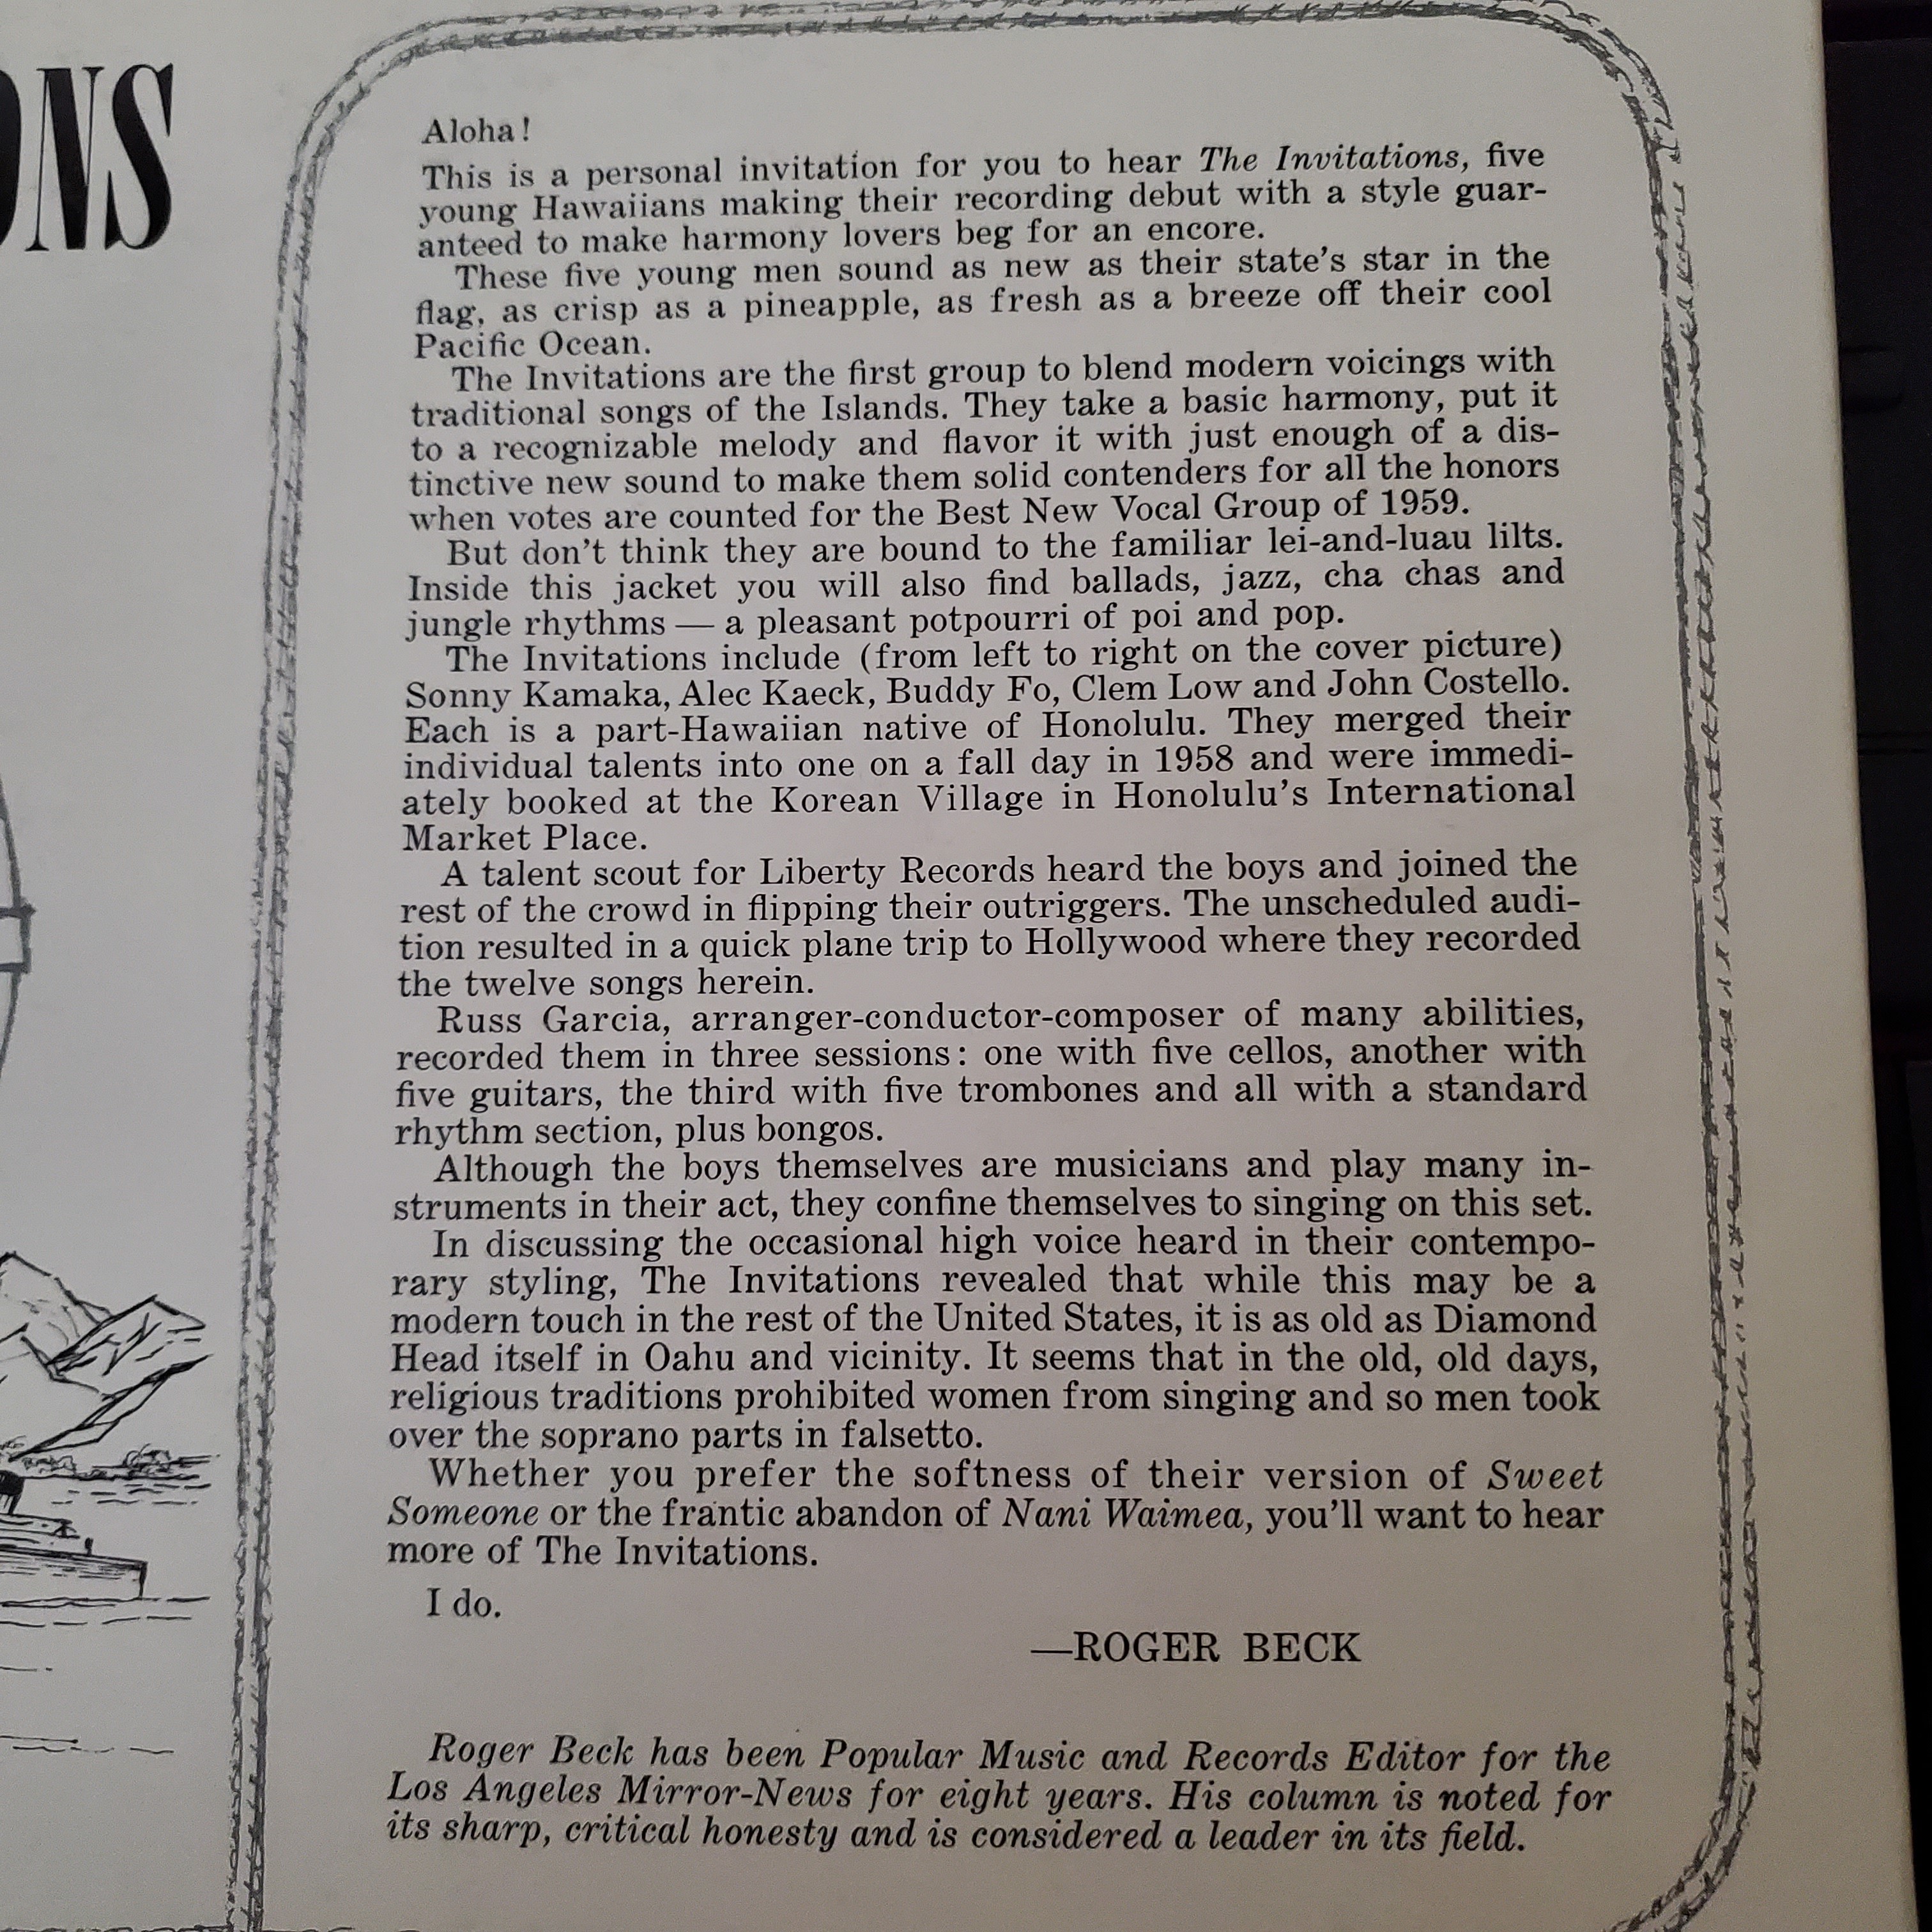 ONS
Aloha!
This is a personal invitation for you to hear The Invitations, five
young Hawaiians making their recording debut with a style guar-
anteed to make harmony lovers beg for an encore.
These five young men sound as new as their state's star in the
flag, as crisp as a pineapple, as fresh as a breeze off their cool
Pacific Ocean.
The Invitations are the first group to blend modern voicings with
traditional songs of the Islands. They take a basic harmony, put it
to a recognizable melody and flavor it with just enough of a dis-
tinctive new sound to make them solid contenders for all the honors
when votes are counted for the Best New Vocal Group of 1959.
But don't think they are bound to the familiar lei-and-luau lilts.
Inside this jacket you will also find ballads, jazz, cha chas and
jungle rhythms — a pleasant potpourri of poi and pop.
The Invitations include (from left to right on the cover picture)
Sonny Kamaka, Alec Kaeck, Buddy Fo, Clem Low and John Costello.
Each is a part-Hawaiian native of Honolulu. They merged their
individual talents into one on a fall day in 1958 and were immedi-
ately booked at the Korean Village in Honolulu's International
Market Place.
A talent scout for Liberty Records heard the boys and joined the
rest of the crowd in flipping their outriggers. The unscheduled audi-
tion resulted in a quick plane trip to Hollywood where they recorded
the twelve songs herein.
Russ Garcia, arranger-conductor-composer of many abilities,
recorded them in three sessions: one with five cellos, another with
five guitars, the third with five trombones and all with a standard
rhythm section, plus bongos.
Although the boys themselves are musicians and play many in-
struments in their act, they confine themselves to singing on this set.
In discussing the occasional high voice heard in their contempo-
rary styling, The Invitations revealed that while this may be a
modern touch in the rest of the United States, it is as old as Diamond
Head itself in Oahu and vicinity. It seems that in the old, old days,
religious traditions prohibited women from singing and so men took
over the soprano parts in falsetto.
Whether you prefer the softness of their version of Sweet
Someone or the frantic abandon of Nani Waimea, you'll want to hear
more of The Invitations.
I do.
—ROGER BECK
Roger Beck has been Popular Music and Records Editor for the
Los Angeles Mirror-News for eight years. His column is noted for
its sharp, critical honesty and is considered a leader in its field.